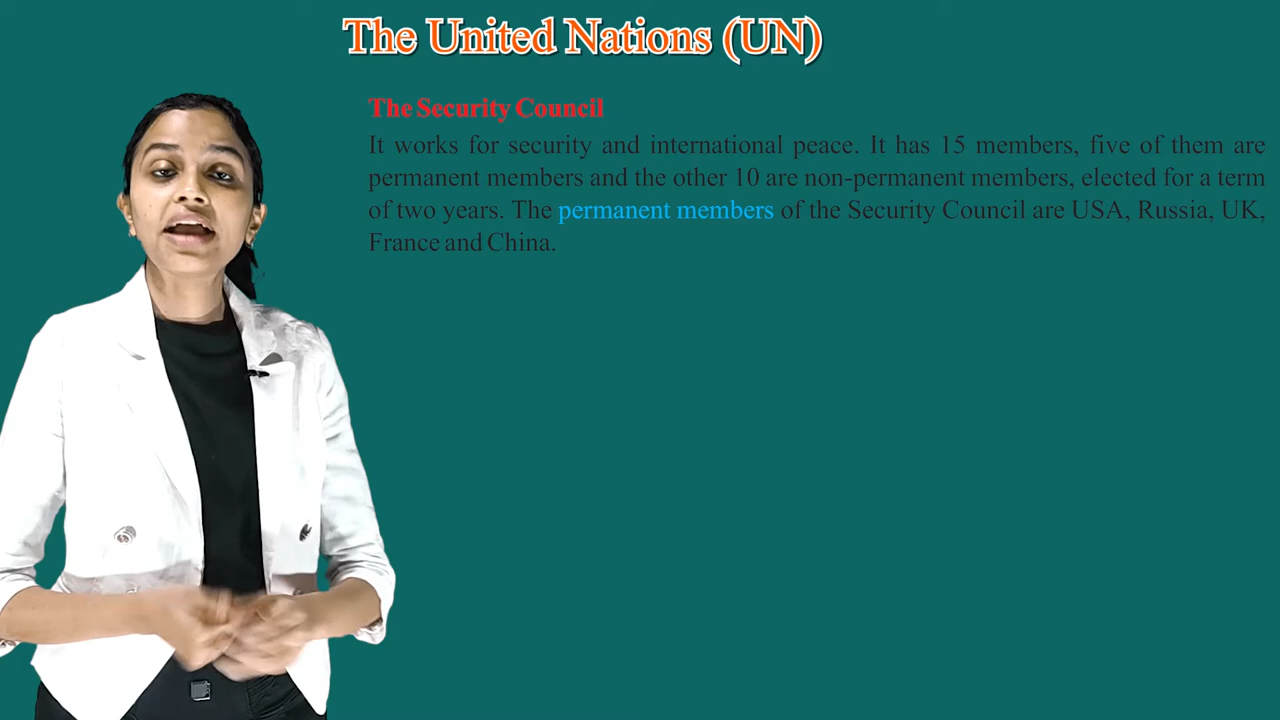 The United Nations (UN)
The Security Council
It works for security and international peace. It has 15 members, five of them are
permanent members and the other 10 are non-permanent members, elected for a term
of two years. The permanent members of the Security Council are USA, Russia, UK,
France and China.